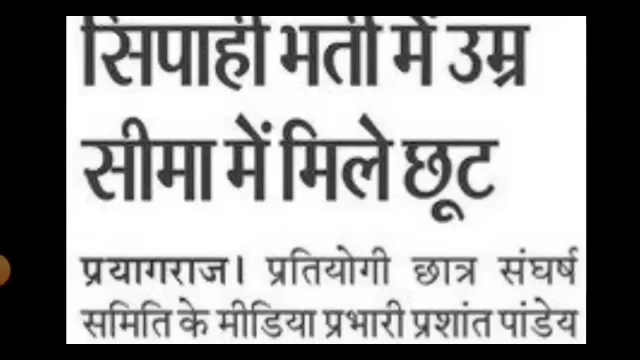 सिपाही भर्ती में उम्र
सीमा में मिले छूट
प्रयागराज। प्रतियोगी छात्र संघर्ष
समिति के मीडिया प्रभारी प्रशांत पांडेय